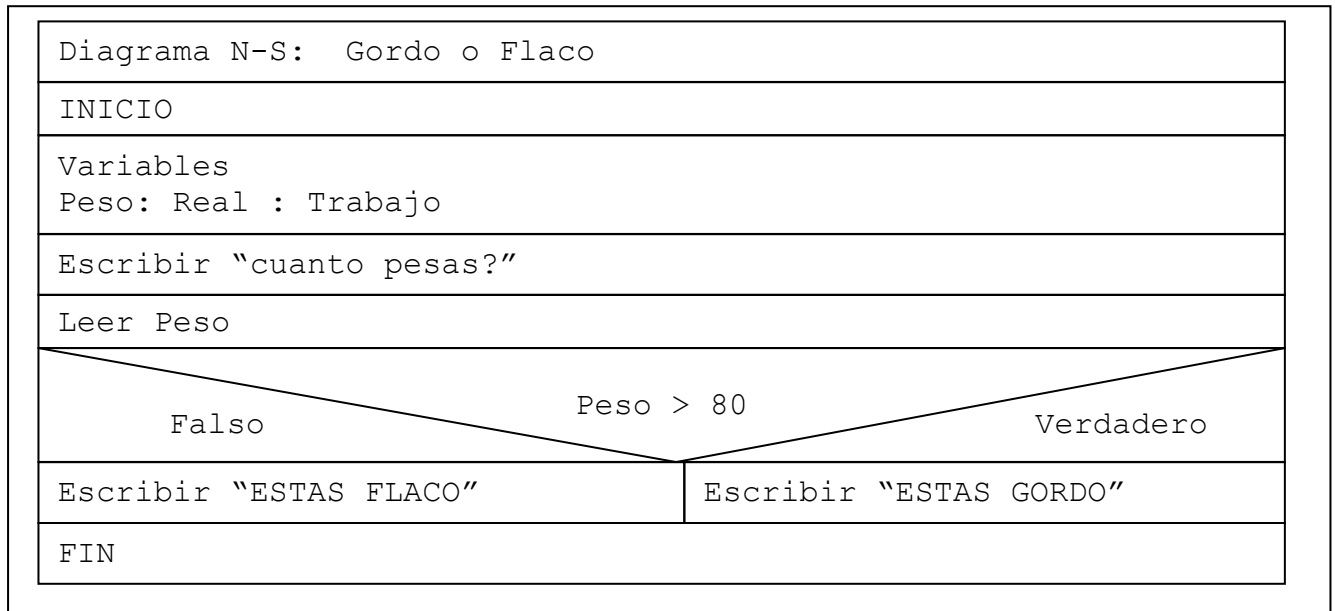 Diagrama N-S:  Gordo o Flaco
INICIO
Variables
Peso: Real : Trabajo
Escribir “cuanto pesas?”
Leer Peso
Peso > 80
Falso
Verdadero
Escribir “ESTAS FLACO”
Escribir “ESTAS GORDO”
FIN